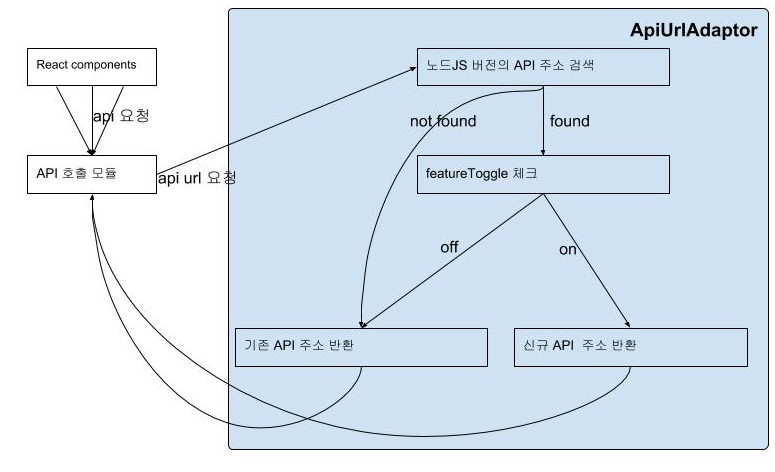 ApiUrlAdaptor
React components
노드JS 버전의 API 주소 검색
api 요청
not found
found
API 호출 모듈
api url 요청
featureToggle 체크
off
on
기존 API 주소 반환
신규 API 주소 반환